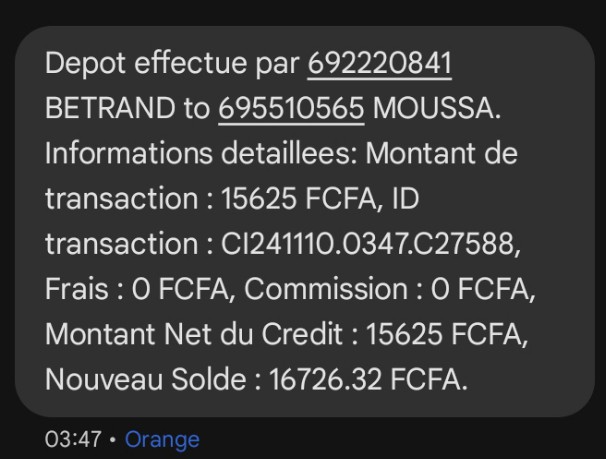 Depot effectue par 692220841
BETRAND to 695510565 MOUSSA.
Informations detaillees: Montant de
transaction : 15625 FCFA, ID
transaction : CI241110.0347.C27588,
Frais : 0 FCFA, Commission : 0 FCFA,
Montant Net du Credit : 15625 FCFA,
Nouveau Solde : 16726.32 FCFA.
03:47 • Orange